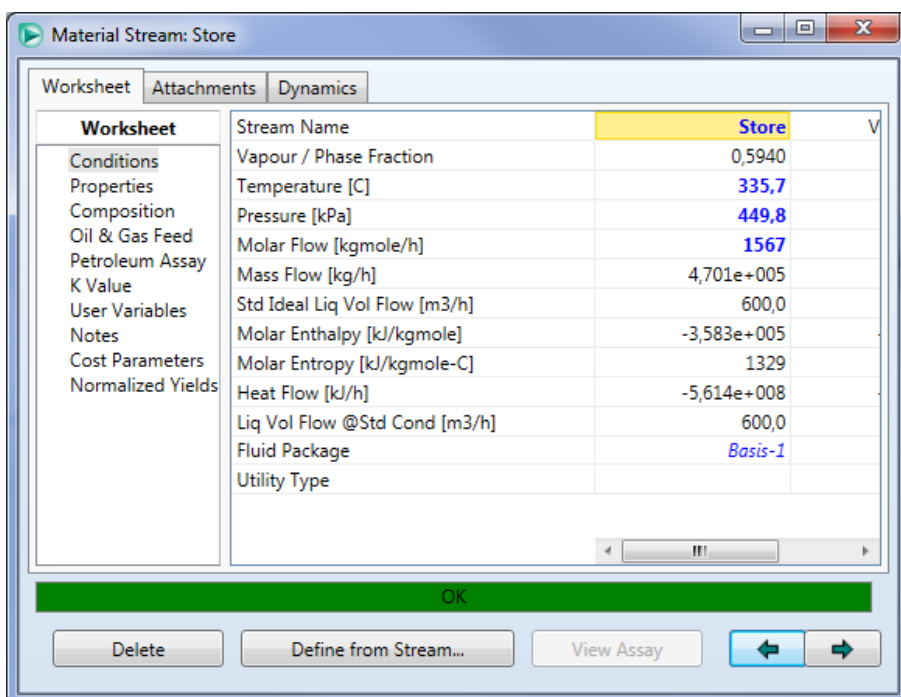 Material Stream: Store
Worksheet Attachments Dynamics
Worksheet
Conditions
Properties
Composition
Oil & Gas Feed
Petroleum Assay
K Value
User Variables
Notes
Cost Parameters
Normalized Yields
Stream Name Store V
Vapour / Phase Fraction 0,5940
Temperature [C] 335,7
Pressure [kPa] 449,8
Molar Flow [kgmole/h] 1567
Mass Flow [kg/h] 4,701e+005
Std Ideal Liq Vol Flow [m3/h] 600,0
Molar Enthalpy [kJ/kgmole] -3,583e+005
Molar Entropy [kJ/kgmole-C] 1329
Heat Flow [kJ/h] -5,614e+008
Liq Vol Flow @Std Cond [m3/h] 600,0
Fluid Package Basis-1
Utility Type
OK
Delete Define from Stream... View Assay